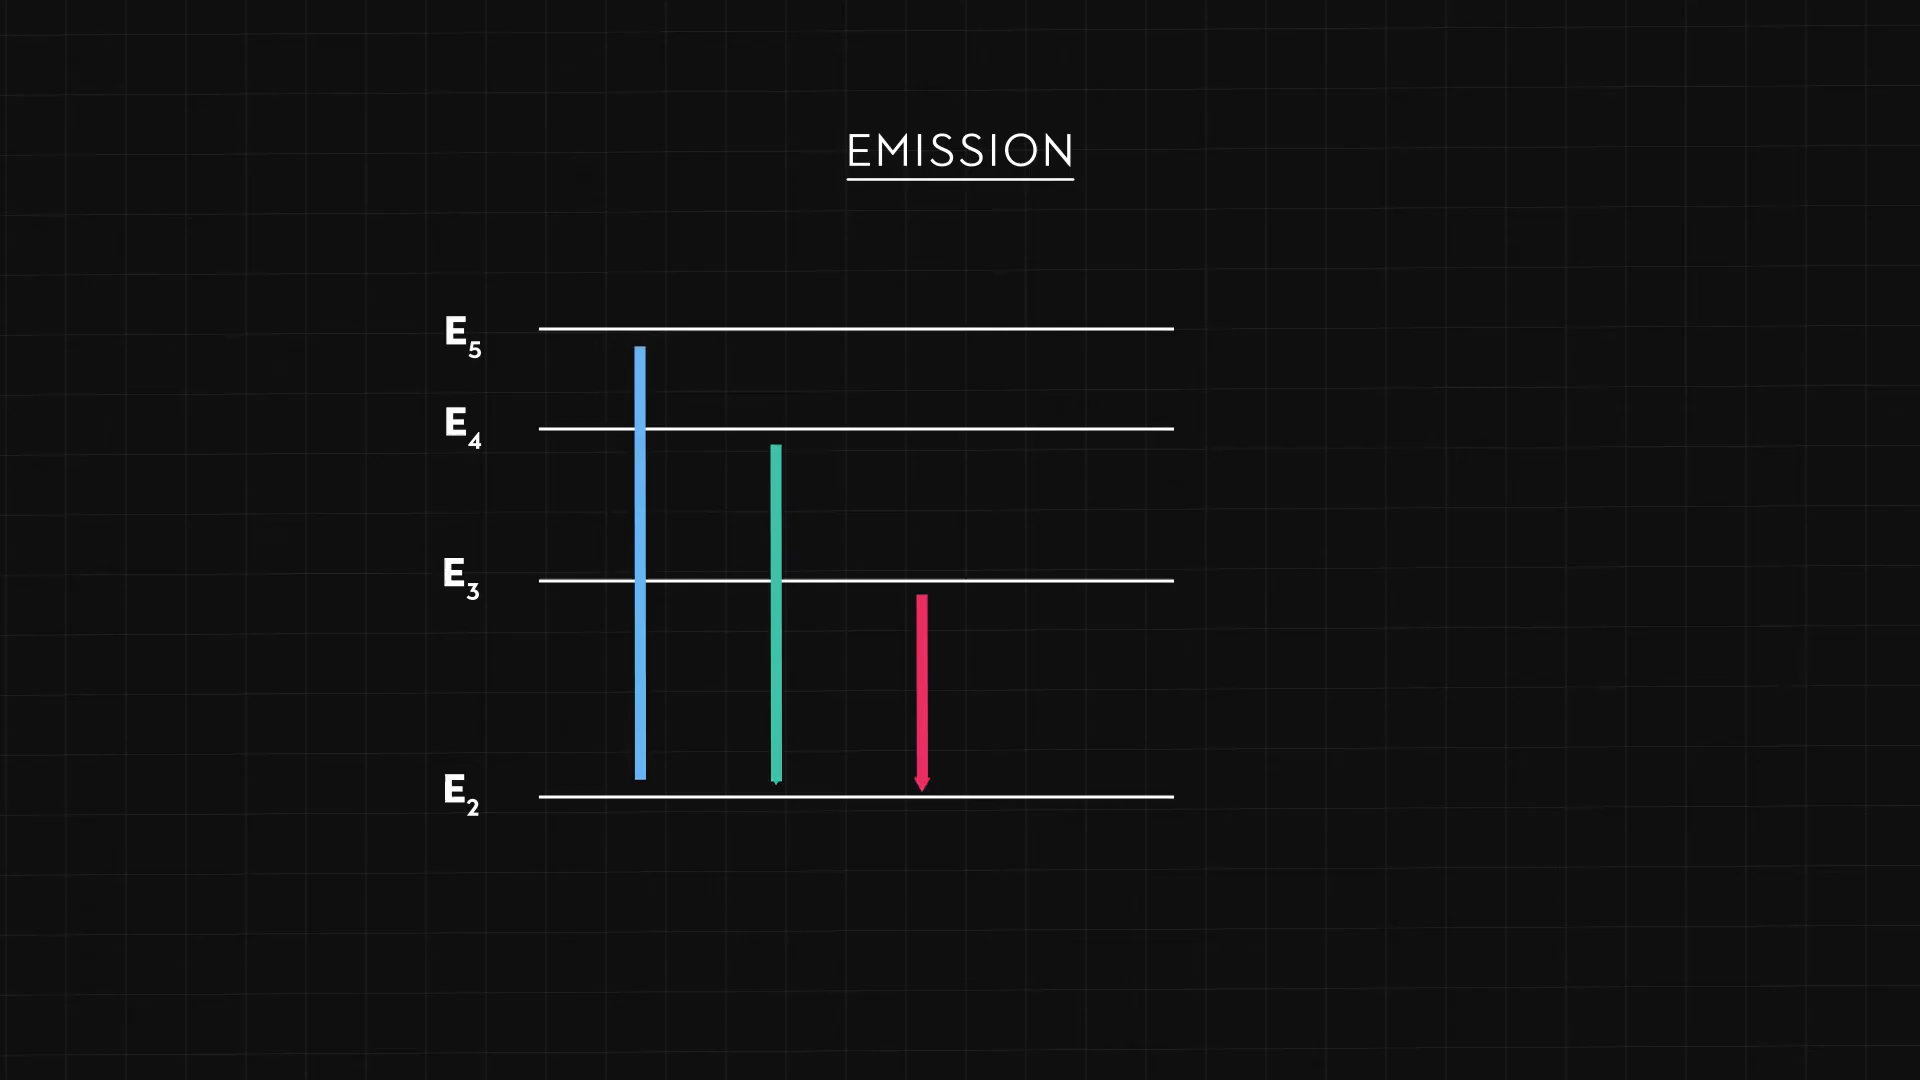 EMISSION
E₅
E₄
E₃
E₂